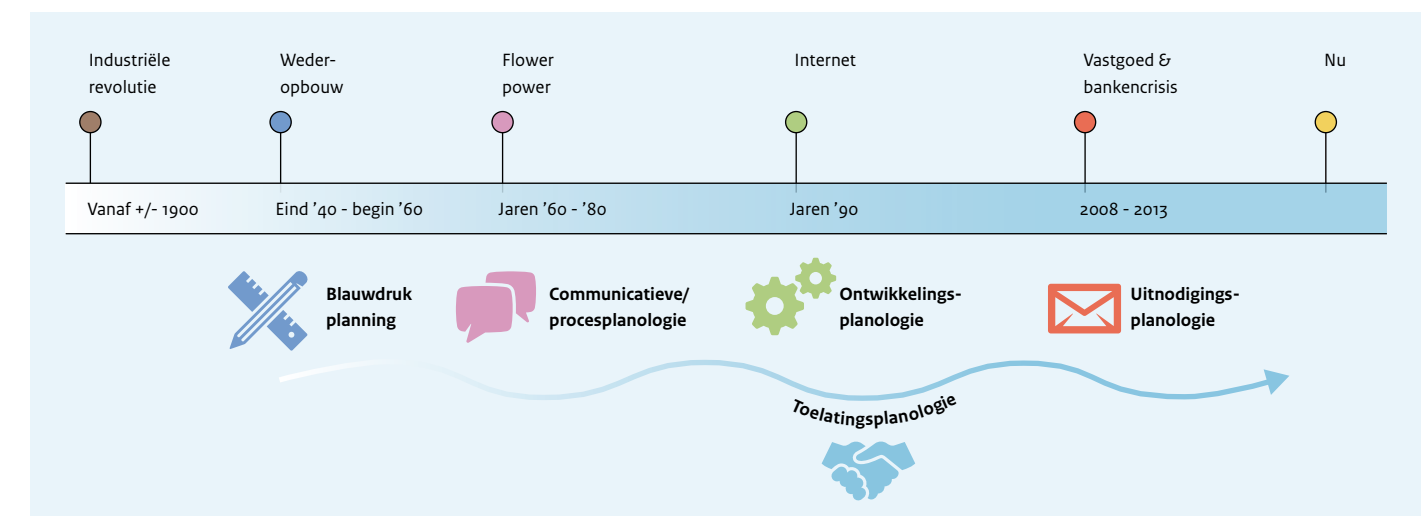 Industriële
revolutie
Weder-
opbouw
Flower
power
Internet
Vastgoed &
bankencrisis
Nu
Vanaf +/- 1900
Eind ’40 - begin ’60
Jaren ’60 - ’80
Jaren ’90
2008 - 2013
Blauwdruk
planning
Communicatieve/
procesplanologie
Ontwikkelings-
planologie
Uitnodigings-
planologie
Toelatingsplanologie